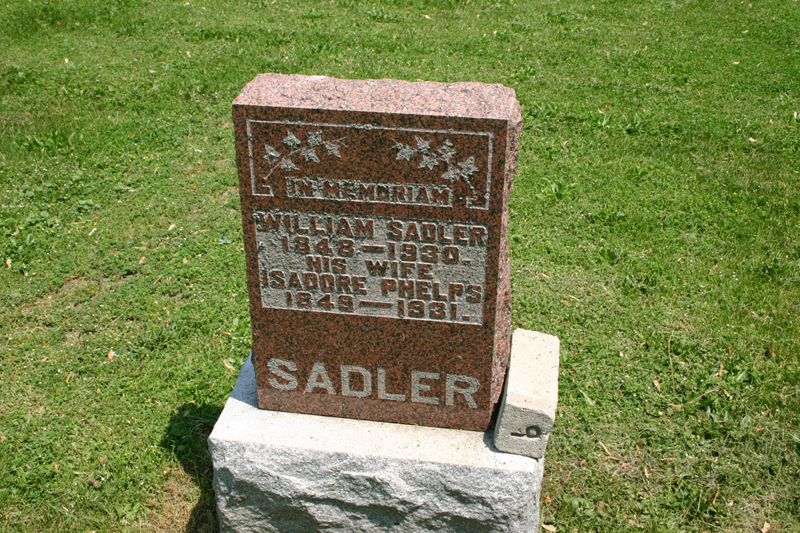 IN MEMORIAM
WILLIAM SADLER
1848 — 1930.
HIS WIFE
ISADORE PHELPS
1849 — 1931.
SADLER